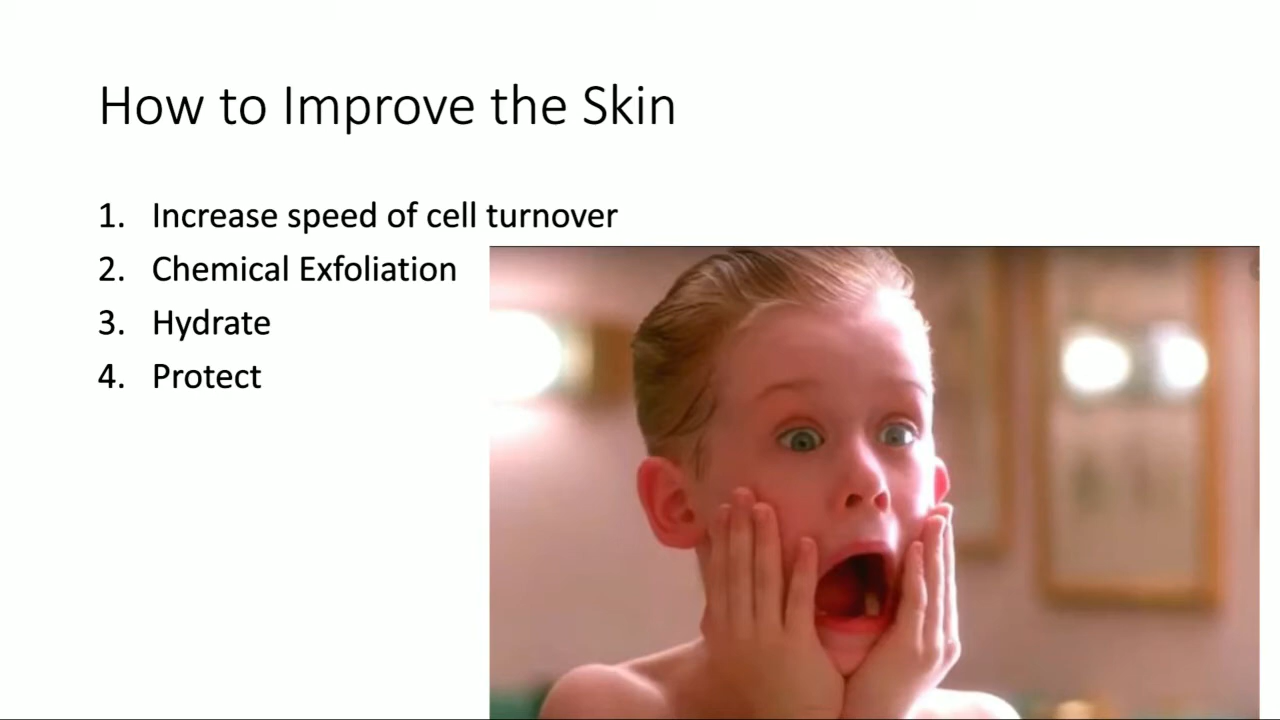 How to Improve the Skin
1. Increase speed of cell turnover
2. Chemical Exfoliation
3. Hydrate
4. Protect